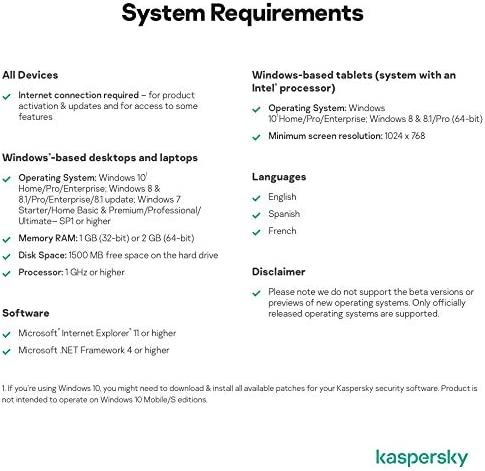 System Requirements
All Devices
Internet connection required – for product
activation & updates and for access to some
features
Windows®-based desktops and laptops
Operating System: Windows 10¹
Home/Pro/Enterprise; Windows 8 &
8.1/Pro/Enterprise/8.1 update; Windows 7
Starter/Home Basic & Premium/Professional/
Ultimate– SP1 or higher
Memory RAM: 1 GB (32-bit) or 2 GB (64-bit)
Disk Space: 1500 MB free space on the hard drive
Processor: 1 GHz or higher
Software
Microsoft® Internet Explorer® 11 or higher
Microsoft .NET Framework 4 or higher
Windows-based tablets (system with an
Intel® processor)
Operating System: Windows
10¹Home/Pro/Enterprise; Windows 8 & 8.1/Pro (64-bit)
Minimum screen resolution: 1024 x 768
Languages
English
Spanish
French
Disclaimer
Please note we do not support the beta versions or
previews of new operating systems. Only officially
released operating systems are supported.
1. If you're using Windows 10, you might need to download & install all available patches for your Kaspersky security software. Product is
not intended to operate on Windows 10 Mobile/S editions.
kaspersky